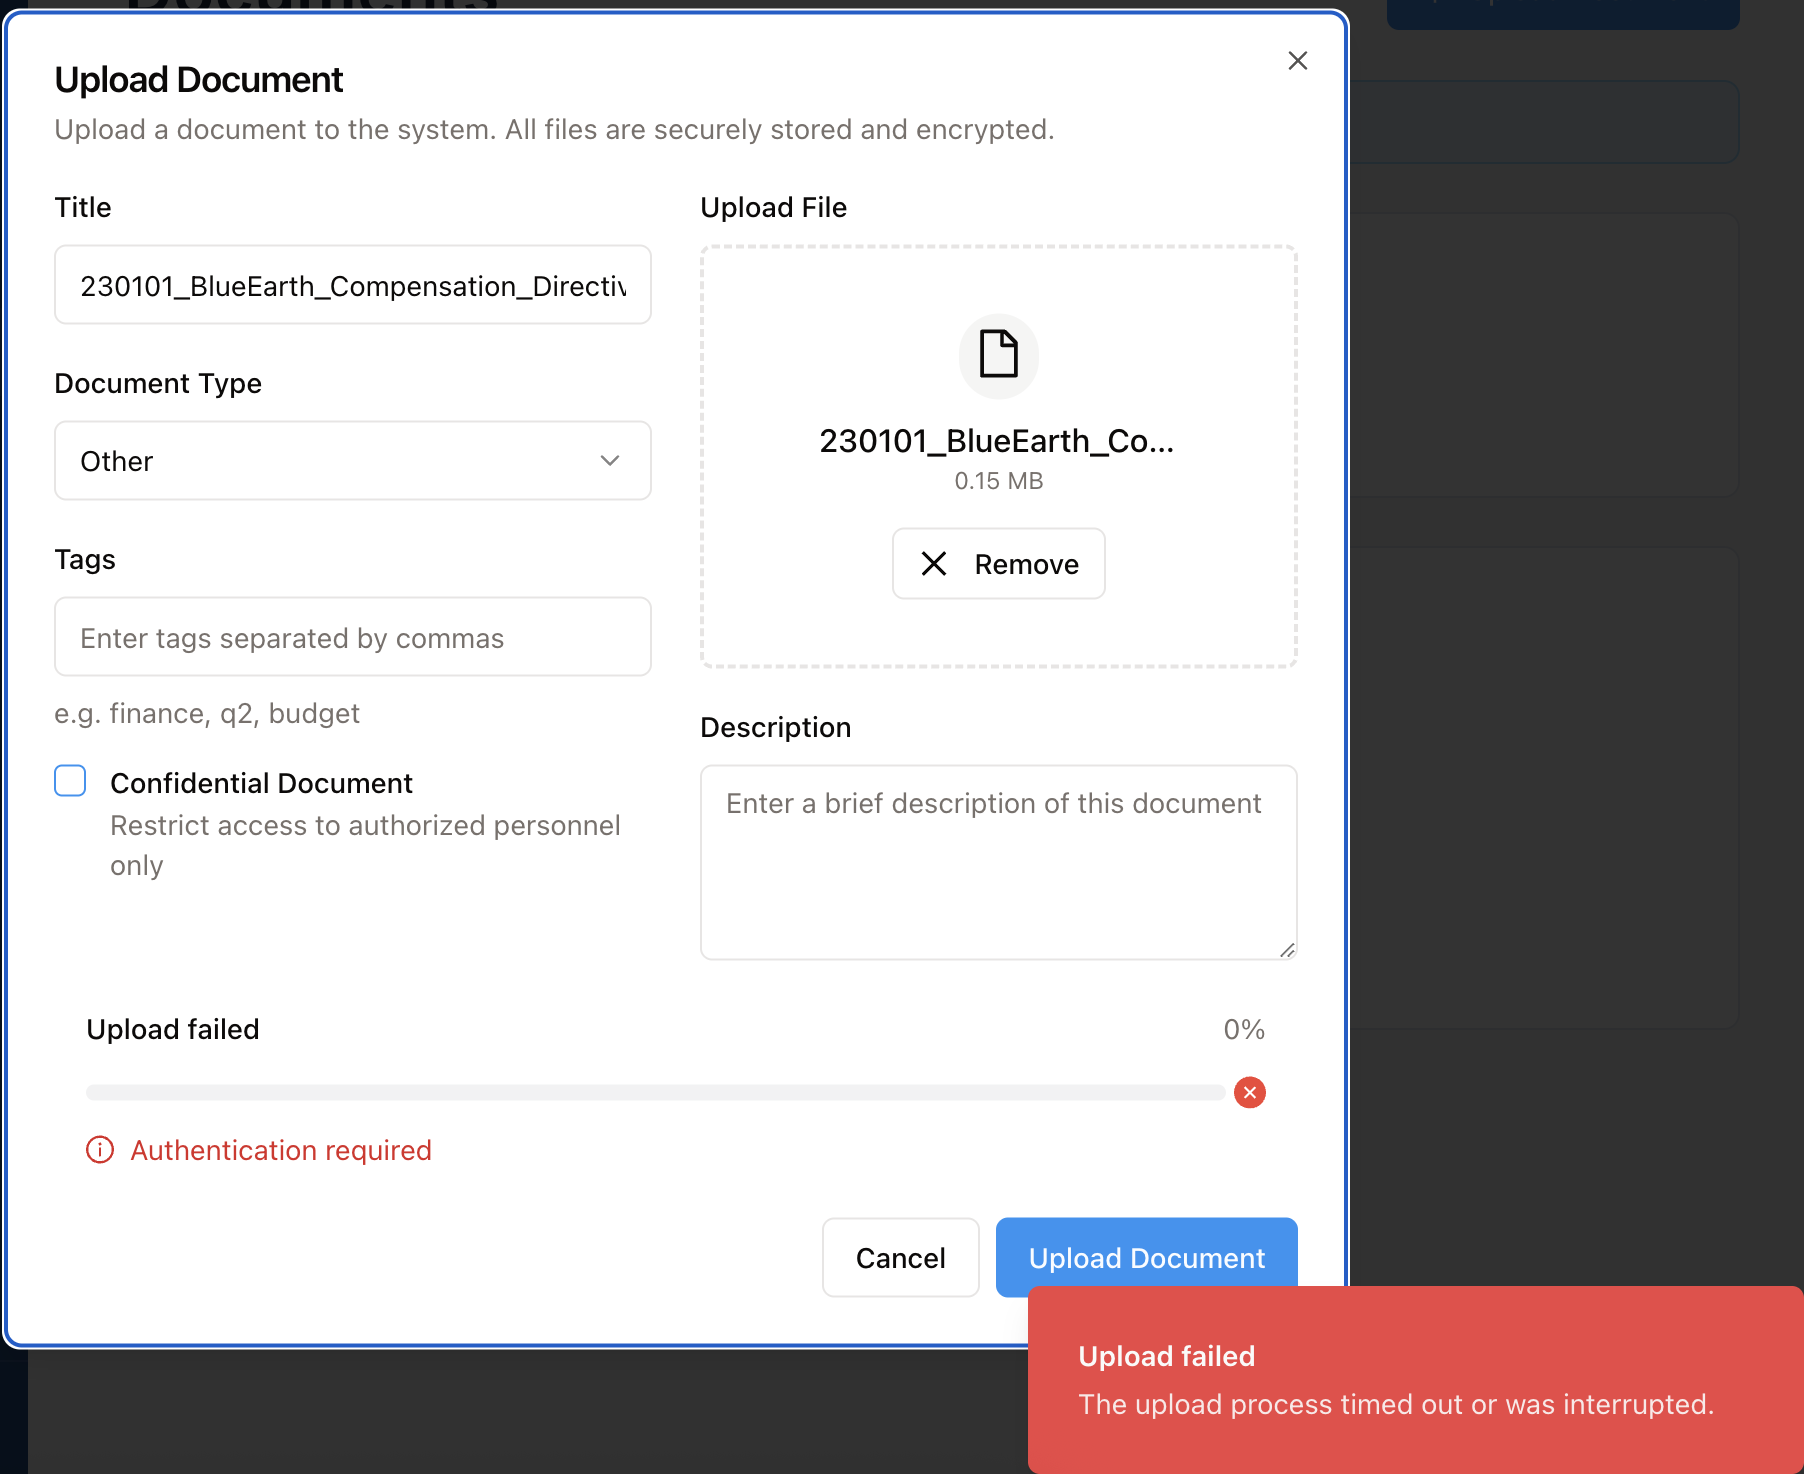 Documents
Upload Document
Upload a document to the system. All files are securely stored and encrypted.
Title
230101_BlueEarth_Compensation_Directiv
Document Type
Other
Tags
Enter tags separated by commas
e.g. finance, q2, budget
Confidential Document
Restrict access to authorized personnel
only
Upload File
230101_BlueEarth_Co...
0.15 MB
Remove
Description
Enter a brief description of this document
Upload failed
0%
Authentication required
Cancel
Upload Document
Upload failed
The upload process timed out or was interrupted.